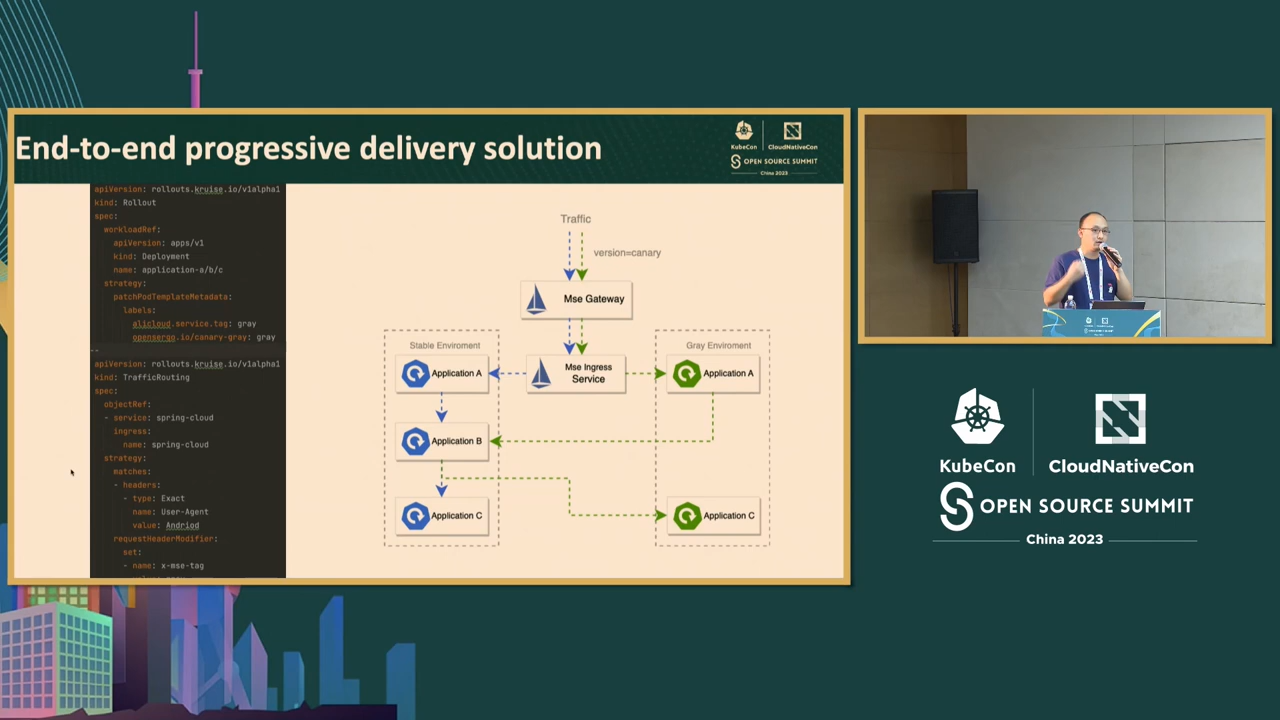 End-to-end progressive delivery solution
KubeCon
CloudNativeCon
OPEN SOURCE SUMMIT
China 2023
apiVersion: rollouts.kruise.io/v1alpha1
kind: Rollout
spec:
workloadRef:
apiVersion: apps/v1
kind: Deployment
name: application-a/b/c
strategy:
patchPodTemplateMetadata:
labels:
alicloud.service.tag: gray
opensergo.io/canary-gray: gray
--
apiVersion: rollouts.kruise.io/v1alpha1
kind: TrafficRouting
spec:
objectRef:
- service: spring-cloud
ingress:
name: spring-cloud
strategy:
matches:
- headers:
- type: Exact
name: User-Agent
value: Andriod
requestHeaderModifier:
set:
- name: x-mse-tag
Traffic
version=canary
Mse Gateway
Stable Enviroment
Mse Ingress
Service
Gray Enviroment
Application A
Application A
Application B
Application C
Application C
KubeCon
CloudNativeCon
OPEN SOURCE SUMMIT
China 2023